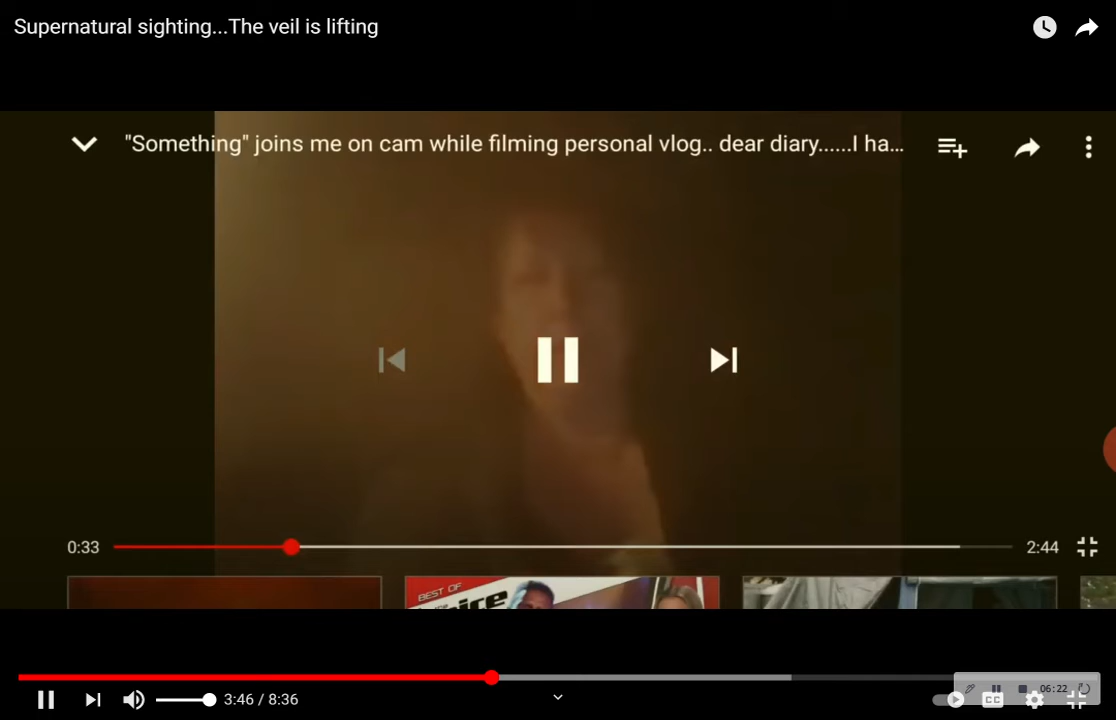 Supernatural sighting...The veil is lifting
"Something" joins me on cam while filming personal vlog.. dear diary......I ha...
0:33
2:44
BEST OF
3:46 / 8:36
06:22
CC